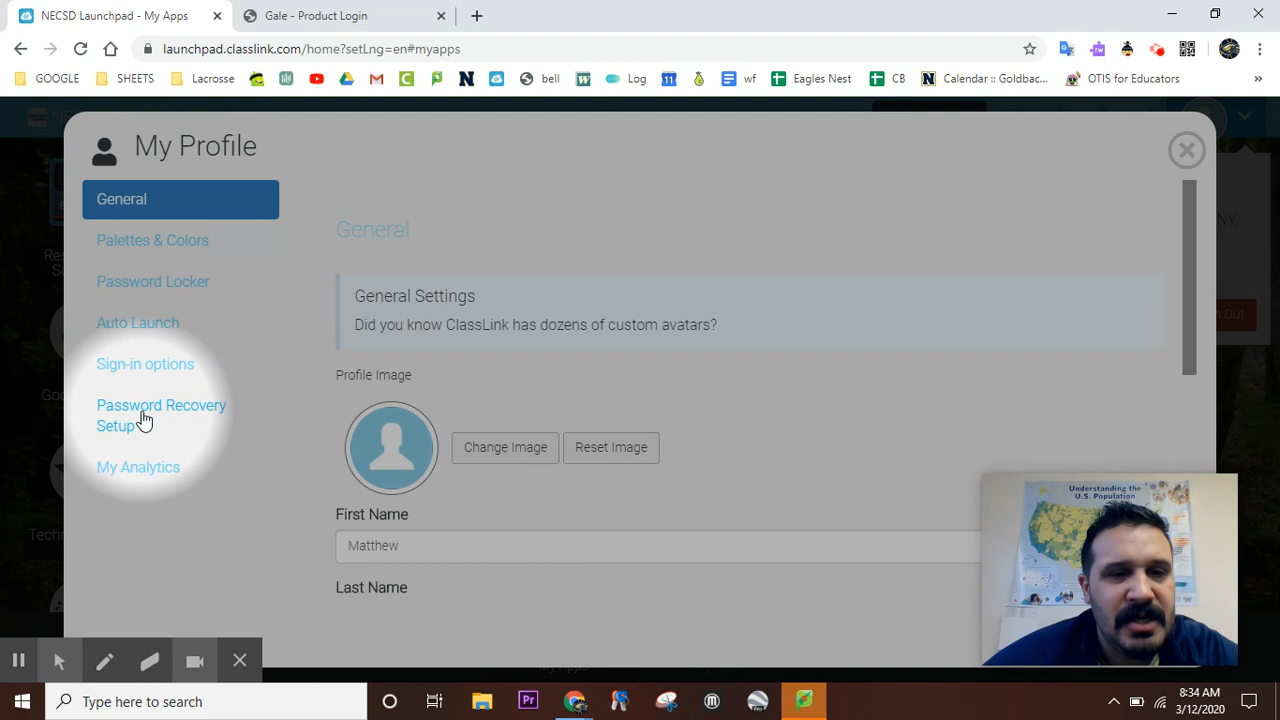 NECSD Launchpad - My Apps
Gale - Product Login
launchpad.classlink.com/home?setLng=en#myapps
GOOGLE
SHEETS
Lacrosse
bell
Log
wf
Eagles Nest
CB
Calendar :: Goldbac...
OTIS for Educators
My Profile
General
Palettes & Colors
Password Locker
Auto Launch
Sign-in options
Password Recovery
Setup
My Analytics
General
General Settings
Did you know ClassLink has dozens of custom avatars?
Profile Image
Change Image
Reset Image
First Name
Matthew
Last Name
Understanding the
U.S. Population
Type here to search
Pr
8:34 AM
3/12/2020